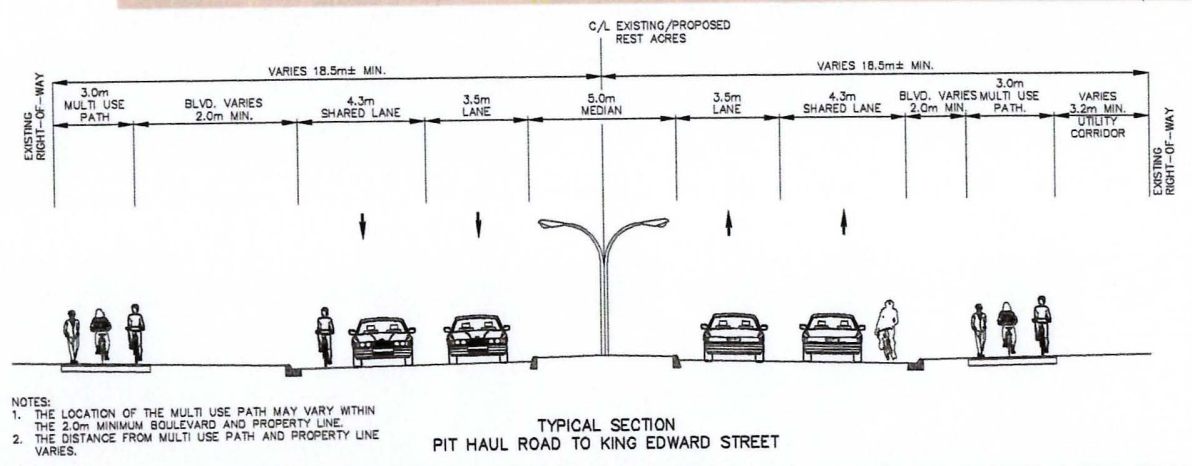 C/L EXISTING/PROPOSED
REST ACRES
VARIES 18.5m± MIN.
VARIES 18.5m± MIN.
EXISTING
RIGHT-OF-WAY
3.0m
MULTI USE
PATH
BLVD. VARIES
2.0m MIN.
4.3m
SHARED LANE
3.5m
LANE
5.0m
MEDIAN
3.5m
LANE
4.3m
SHARED LANE
BLVD. VARIES
2.0m MIN.
3.0m
MULTI USE
PATH.
VARIES
3.2m MIN.
UTILITY
CORRIDOR
EXISTING
RIGHT-OF-WAY
NOTES:
1. THE LOCATION OF THE MULTI USE PATH MAY VARY WITHIN
THE 2.0m MINIMUM BOULEVARD AND PROPERTY LINE.
2. THE DISTANCE FROM MULTI USE PATH AND PROPERTY LINE
VARIES.
TYPICAL SECTION
PIT HAUL ROAD TO KING EDWARD STREET